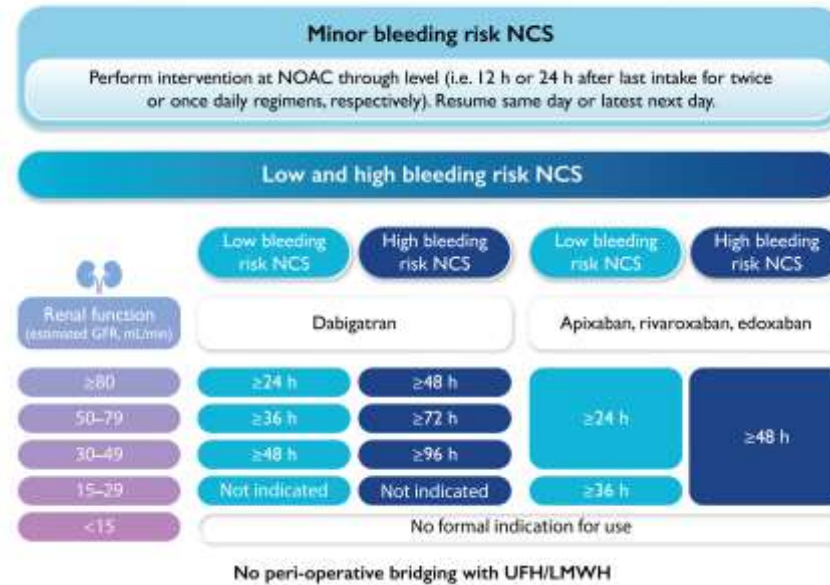 Minor bleeding risk NCS
Perform intervention at NOAC through level (i.e. 12 h or 24 h after last intake for twice
or once daily regimens, respectively). Resume same day or latest next day.
Low and high bleeding risk NCS
Low bleeding
risk NCS
High bleeding
risk NCS
Low bleeding
risk NCS
High bleeding
risk NCS
Renal function
(estimated GFR, mL/min)
Dabigatran
Apixaban, rivaroxaban, edoxaban
≥80
≥24 h
≥48 h
50–79
≥36 h
≥72 h
≥24 h
30–49
≥48 h
≥96 h
≥48 h
15–29
Not indicated
Not indicated
≥36 h
<15
No formal indication for use
No peri-operative bridging with UFH/LMWH